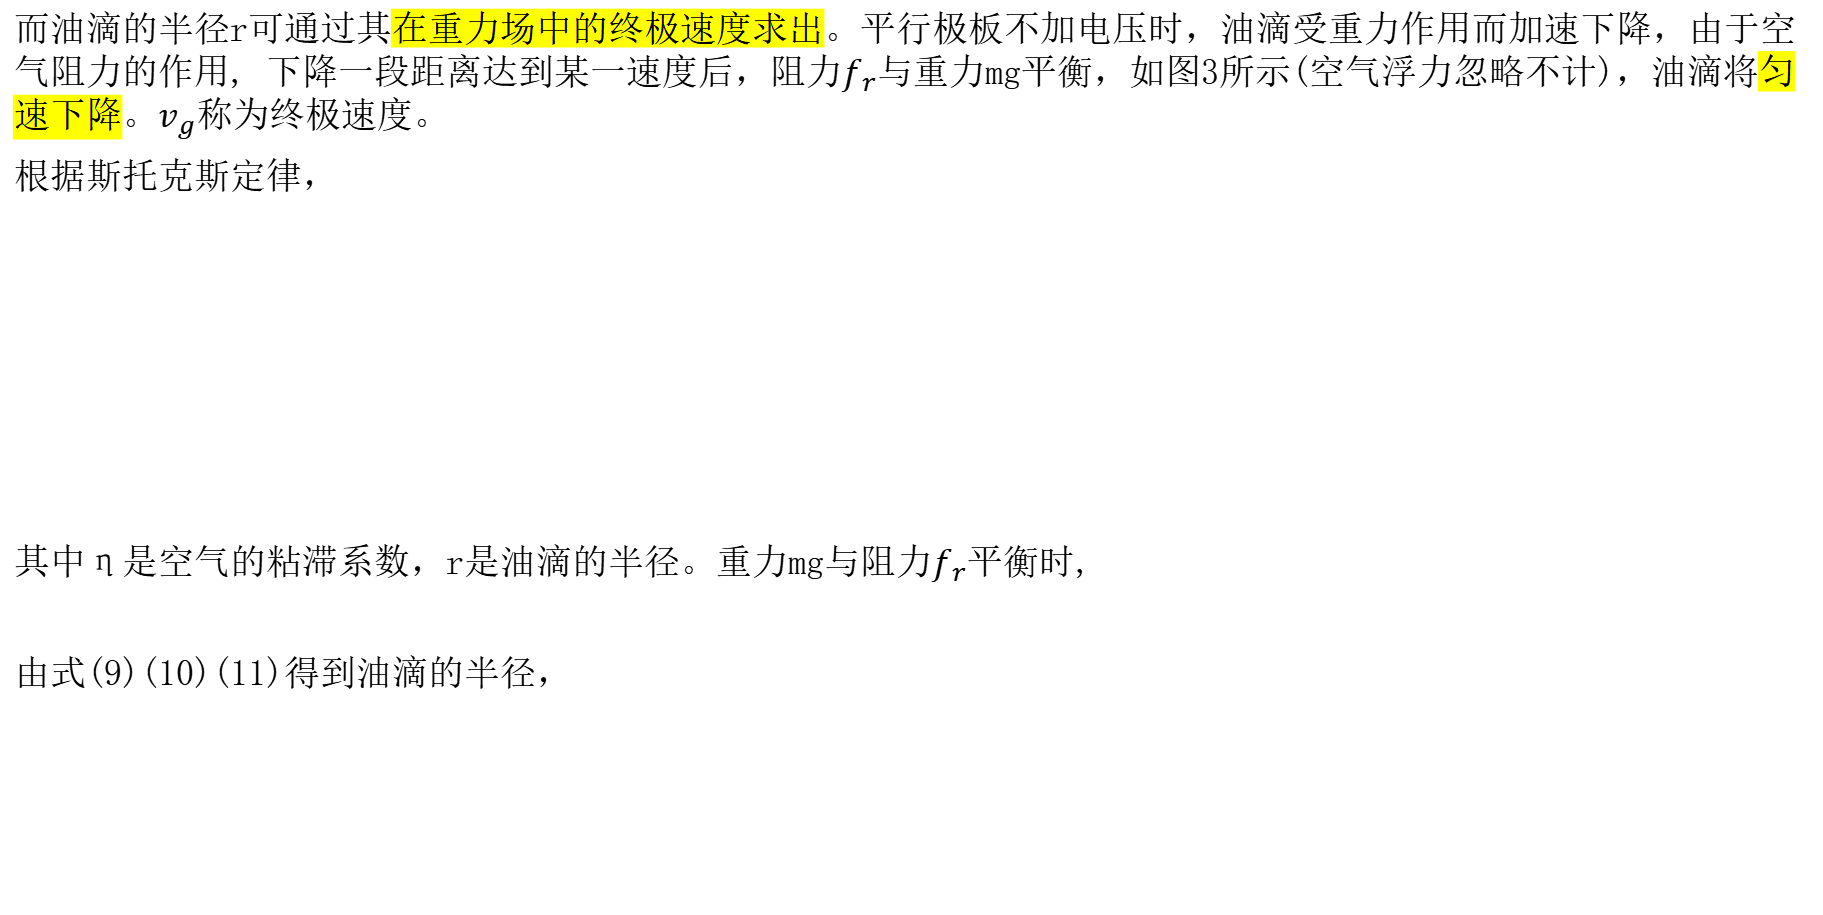 而油滴的半径r可通过其在重力场中的终极速度求出。平行极板不加电压时，油滴受重力作用而加速下降，由于空
气阻力的作用，下降一段距离达到某一速度后，阻力𝑓𝑟与重力mg平衡，如图3所示(空气浮力忽略不计)，油滴将匀
速下降。𝑣𝑔称为终极速度。
根据斯托克斯定律，
其中η是空气的粘滞系数，r是油滴的半径。重力mg与阻力𝑓𝑟平衡时，
由式(9)(10)(11)得到油滴的半径，